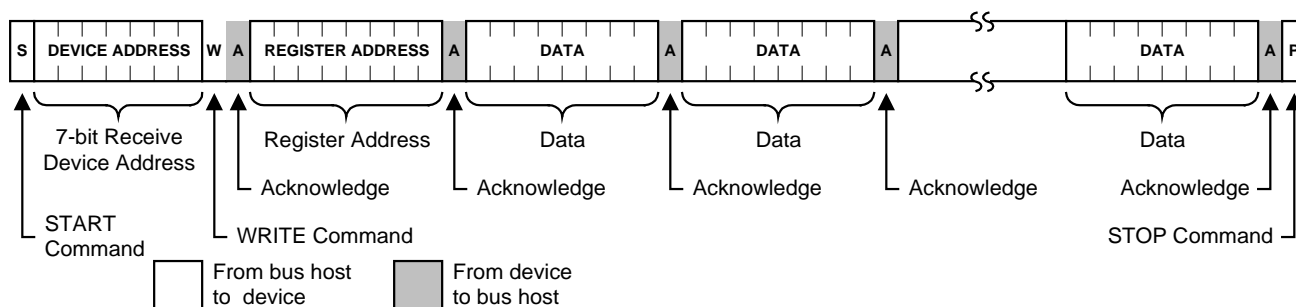 S DEVICE ADDRESS W A REGISTER ADDRESS A DATA A DATA A DATA A P
7-bit Receive
Device Address
Register Address
Data
Data
Data
Acknowledge
Acknowledge
Acknowledge
Acknowledge
Acknowledge
START
Command
WRITE Command
STOP Command
From bus host
to device
From device
to bus host